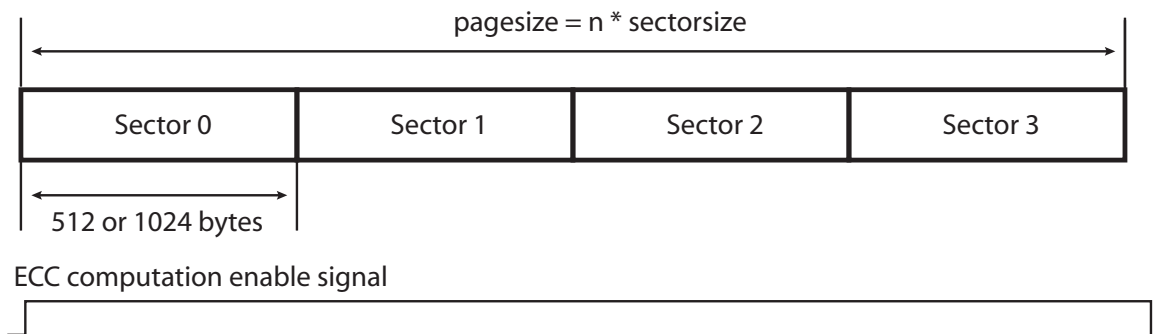 pagesize = n * sectorsize
Sector 0 Sector 1 Sector 2 Sector 3
512 or 1024 bytes
ECC computation enable signal